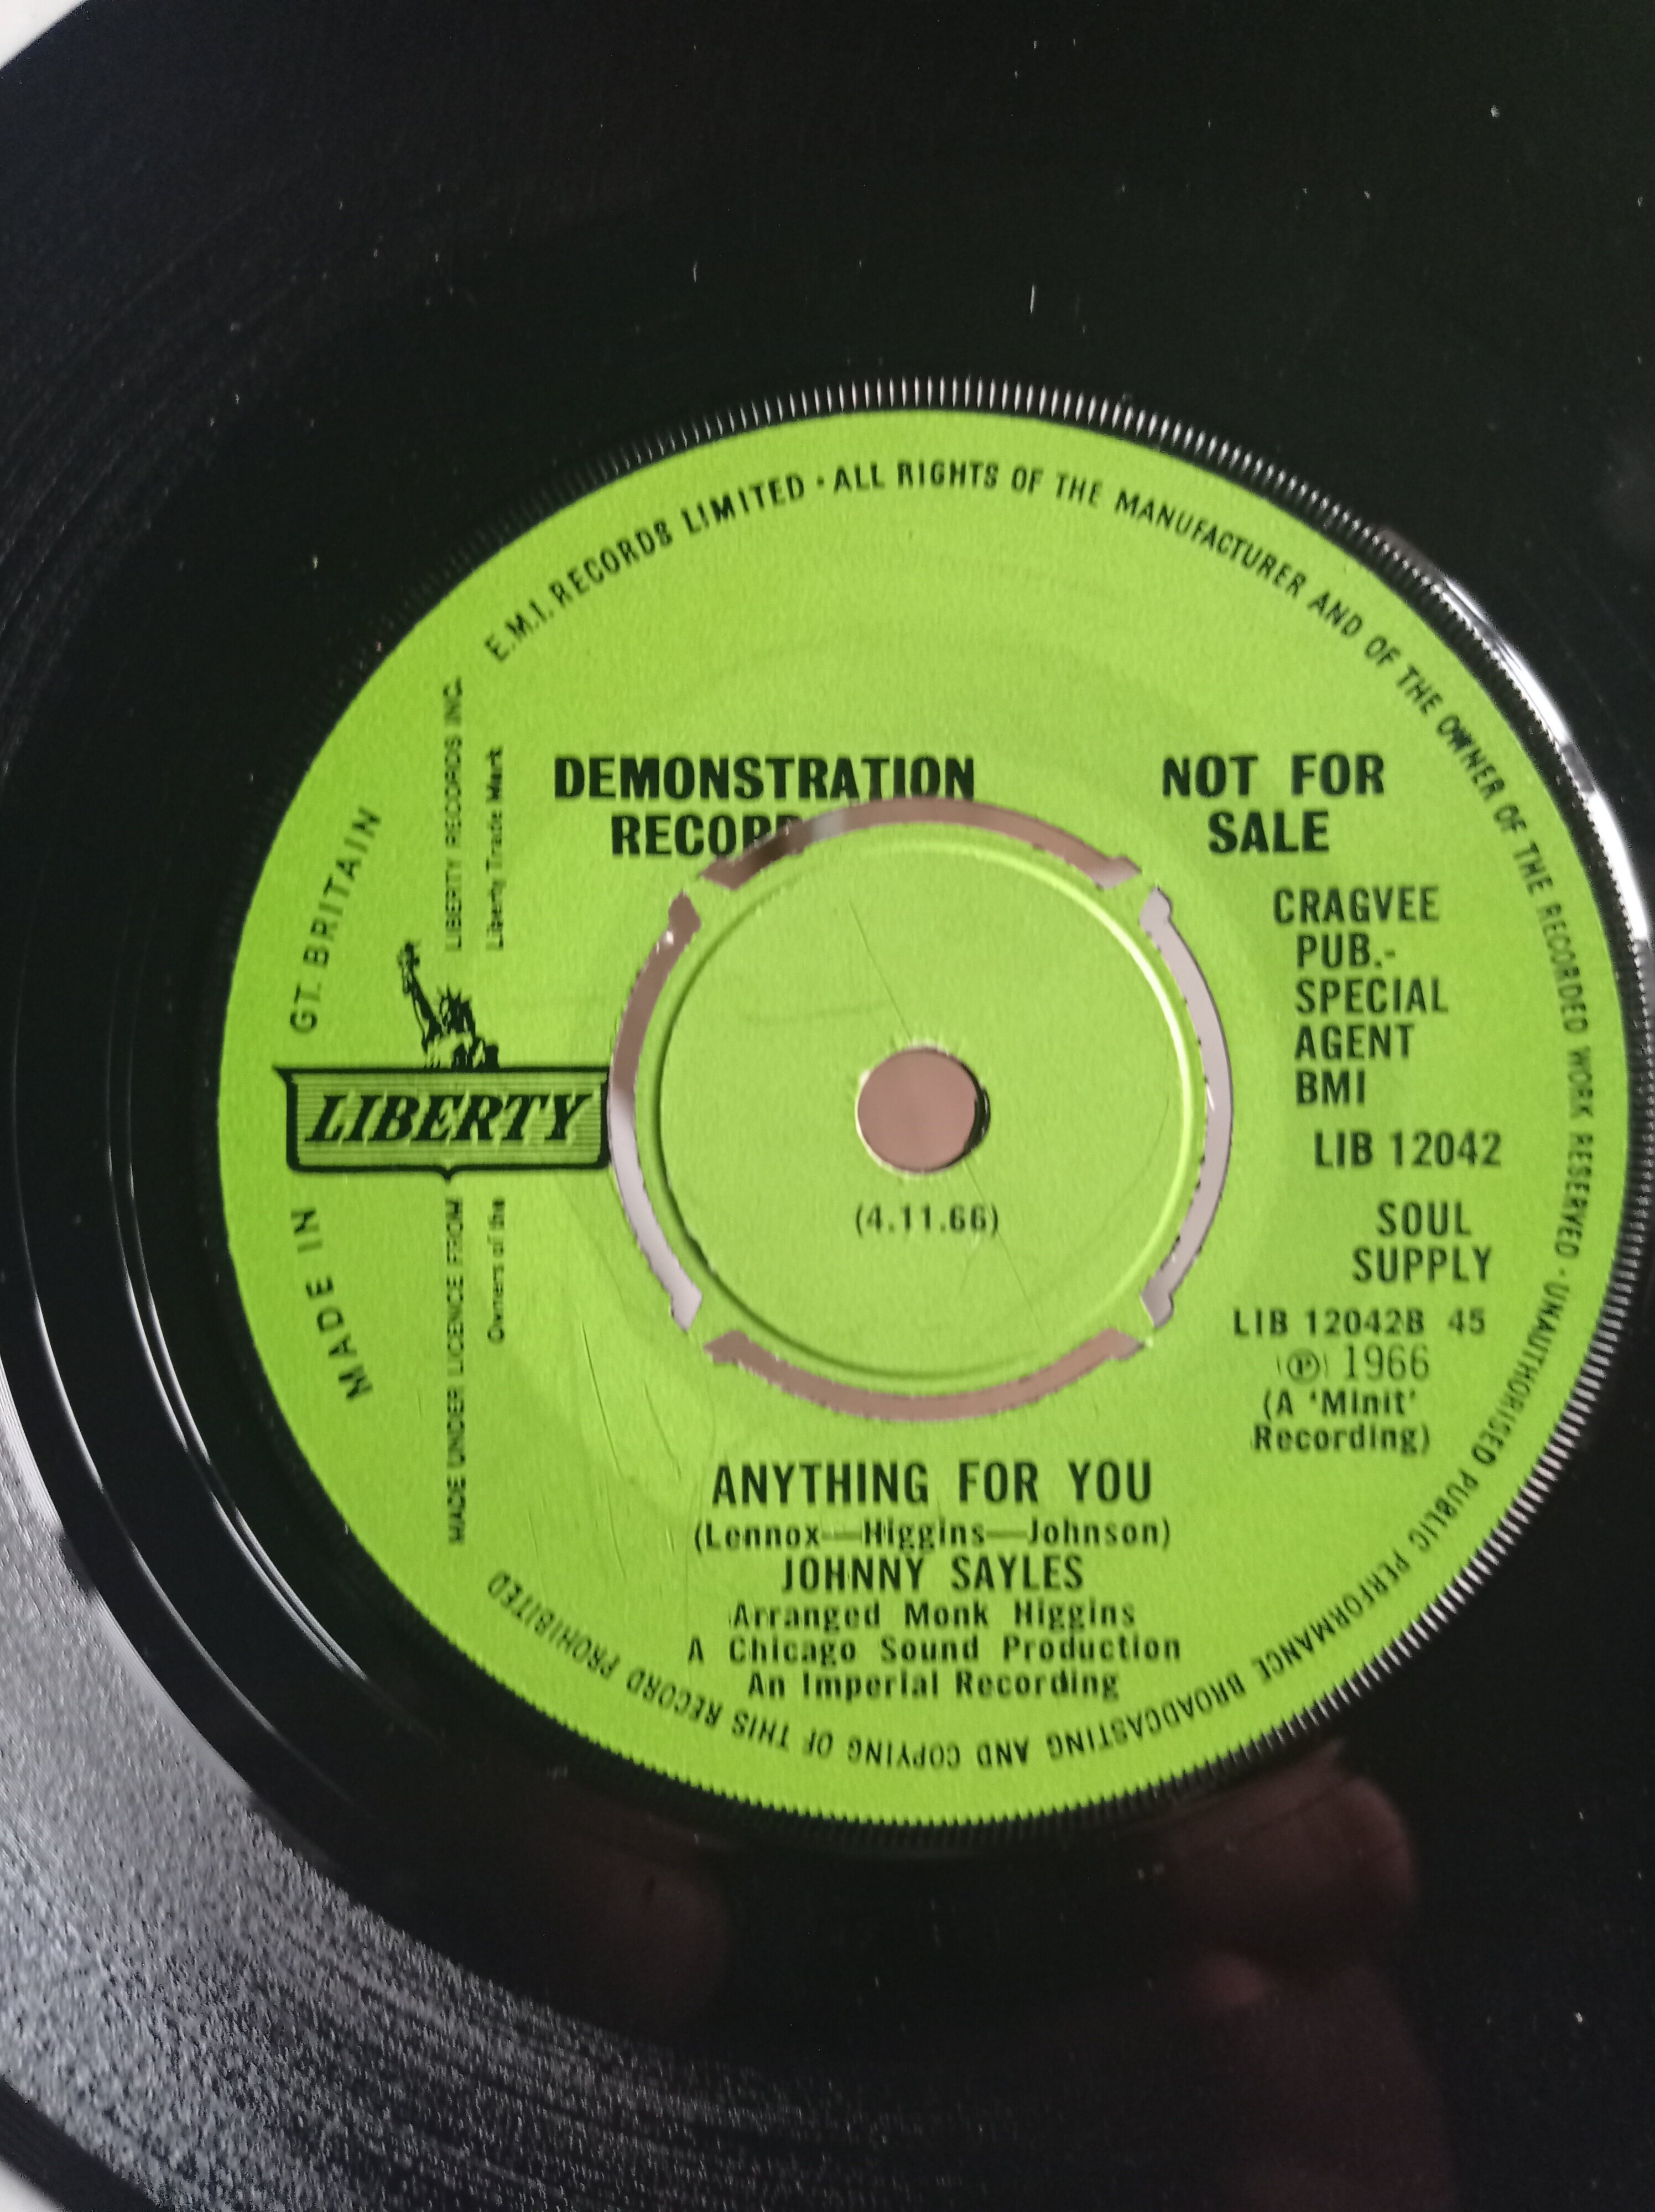 E.M.I. RECORDS LIMITED · ALL RIGHTS OF THE MANUFACTURER AND OF THE OWNER OF THE RECORDED WORK RESERVED · UNAUTHORISED PUBLIC PERFORMANCE BROADCASTING AND COPYING OF THIS RECORD PROHIBITED
MADE IN GT. BRITAIN
MADE UNDER LICENCE FROM LIBERTY RECORDS INC.
Owners of the Liberty Trade Mark
LIBERTY
DEMONSTRATION
RECORD
NOT FOR
SALE
CRAGVEE
PUB.-
SPECIAL
AGENT
BMI
LIB 12042
SOUL
SUPPLY
LIB 12042B 45
(℗) 1966
(A 'Minit'
Recording)
(4.11.66)
ANYTHING FOR YOU
(Lennox—Higgins—Johnson)
JOHNNY SAYLES
Arranged Monk Higgins
A Chicago Sound Production
An Imperial Recording